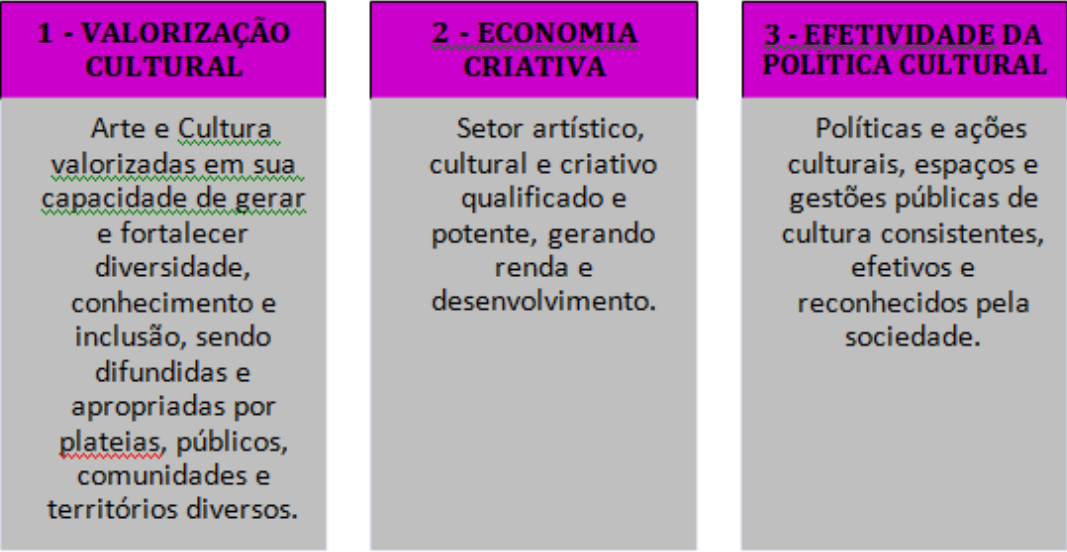 1 - VALORIZAÇÃO
CULTURAL
Arte e Cultura
valorizadas em sua
capacidade de gerar
e fortalecer
diversidade,
conhecimento e
inclusão, sendo
difundidas e
apropriadas por
plateias, públicos,
comunidades e
territórios diversos.
2 - ECONOMIA
CRIATIVA
Setor artístico,
cultural e criativo
qualificado e
potente, gerando
renda e
desenvolvimento.
3 - EFETIVIDADE DA
POLÍTICA CULTURAL
Políticas e ações
culturais, espaços e
gestões públicas de
cultura consistentes,
efetivos e
reconhecidos pela
sociedade.